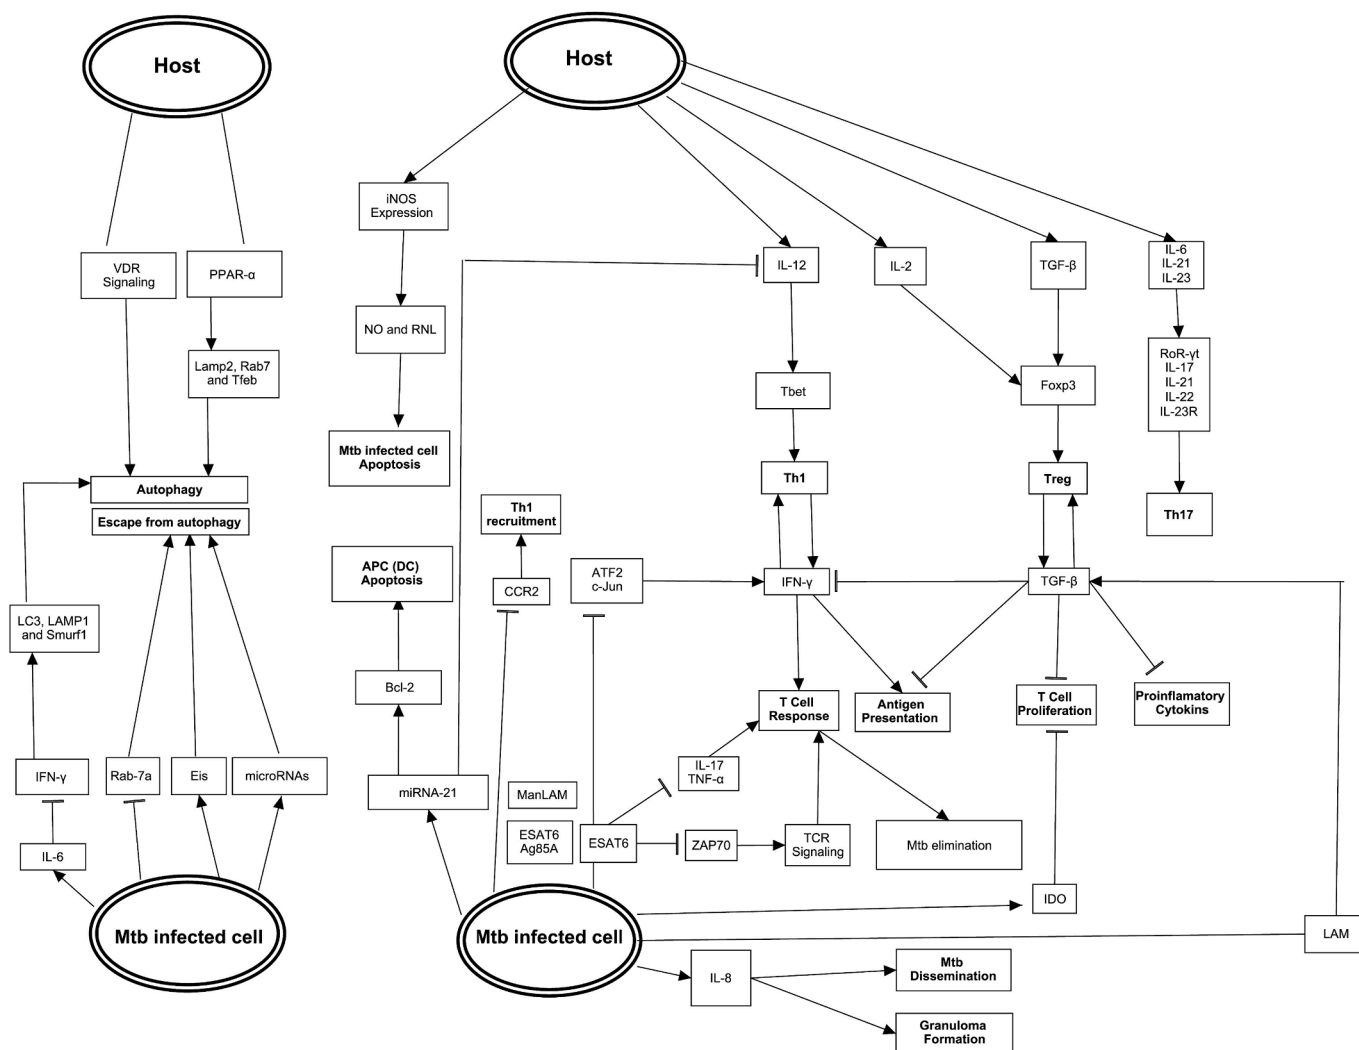 Host
VDR
Signaling
PPAR-α
Lamp2, Rab7
and Tfeb
Autophagy
Escape from autophagy
LC3, LAMP1
and Smurf1
IFN-γ
Rab-7a
Eis
microRNAs
IL-6
Mtb infected cell
Host
iNOS
Expression
IL-12
IL-2
TGF-β
IL-6
IL-21
IL-23
NO and RNL
Tbet
Foxp3
RoR-γt
IL-17
IL-21
IL-22
IL-23R
Mtb infected cell
Apoptosis
Th1
Treg
Th17
Th1
recruitment
APC (DC)
Apoptosis
CCR2
ATF2
c-Jun
IFN-γ
TGF-β
Bcl-2
T Cell
Response
Antigen
Presentation
T Cell
Proliferation
Proinflamatory
Cytokins
miRNA-21
ManLAM
IL-17
TNF-α
ESAT6
Ag85A
ESAT6
ZAP70
TCR
Signaling
Mtb elimination
IDO
LAM
Mtb infected cell
IL-8
Mtb
Dissemination
Granuloma
Formation